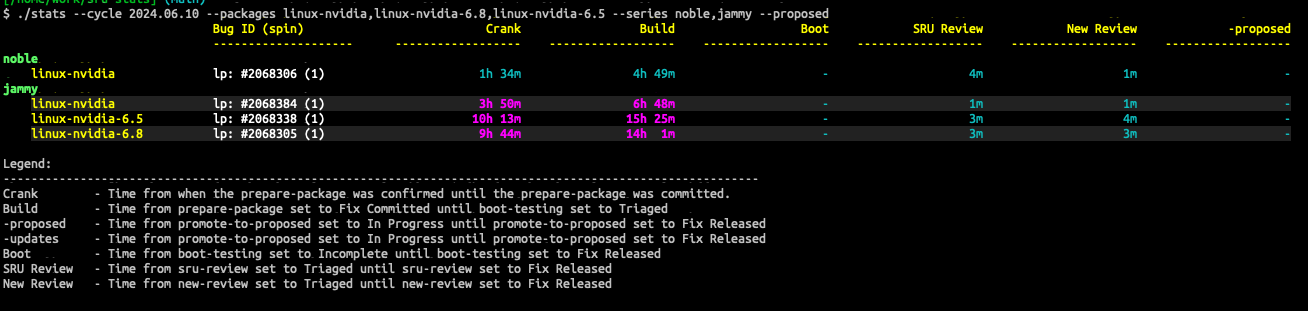 [/home/work/sru-stats] (main)
$ ./stats --cycle 2024.06.10 --packages linux-nvidia,linux-nvidia-6.8,linux-nvidia-6.5 --series noble,jammy --proposed
Bug ID (spin) Crank Build Boot SRU Review New Review -proposed
-------------------- ------------------ ------------------ ------------------ ------------------ ------------------ ------------------
noble
linux-nvidia lp: #2068306 (1) 1h 34m 4h 49m - 4m 1m -
jammy
linux-nvidia lp: #2068384 (1) 3h 50m 6h 48m - 1m 1m -
linux-nvidia-6.5 lp: #2068338 (1) 10h 13m 15h 25m - 3m 4m -
linux-nvidia-6.8 lp: #2068305 (1) 9h 44m 14h 1m - 3m 3m -
Legend:
------------------------------------------------------------------------------------------------------------
Crank - Time from when the prepare-package was confirmed until the prepare-package was committed.
Build - Time from prepare-package set to Fix Committed until boot-testing set to Triaged
-proposed - Time from promote-to-proposed set to In Progress until promote-to-proposed set to Fix Released
-updates - Time from promote-to-proposed set to In Progress until promote-to-proposed set to Fix Released
Boot - Time from boot-testing set to Incomplete until boot-testing set to Fix Released
SRU Review - Time from sru-review set to Triaged until sru-review set to Fix Released
New Review - Time from new-review set to Triaged until new-review set to Fix Released